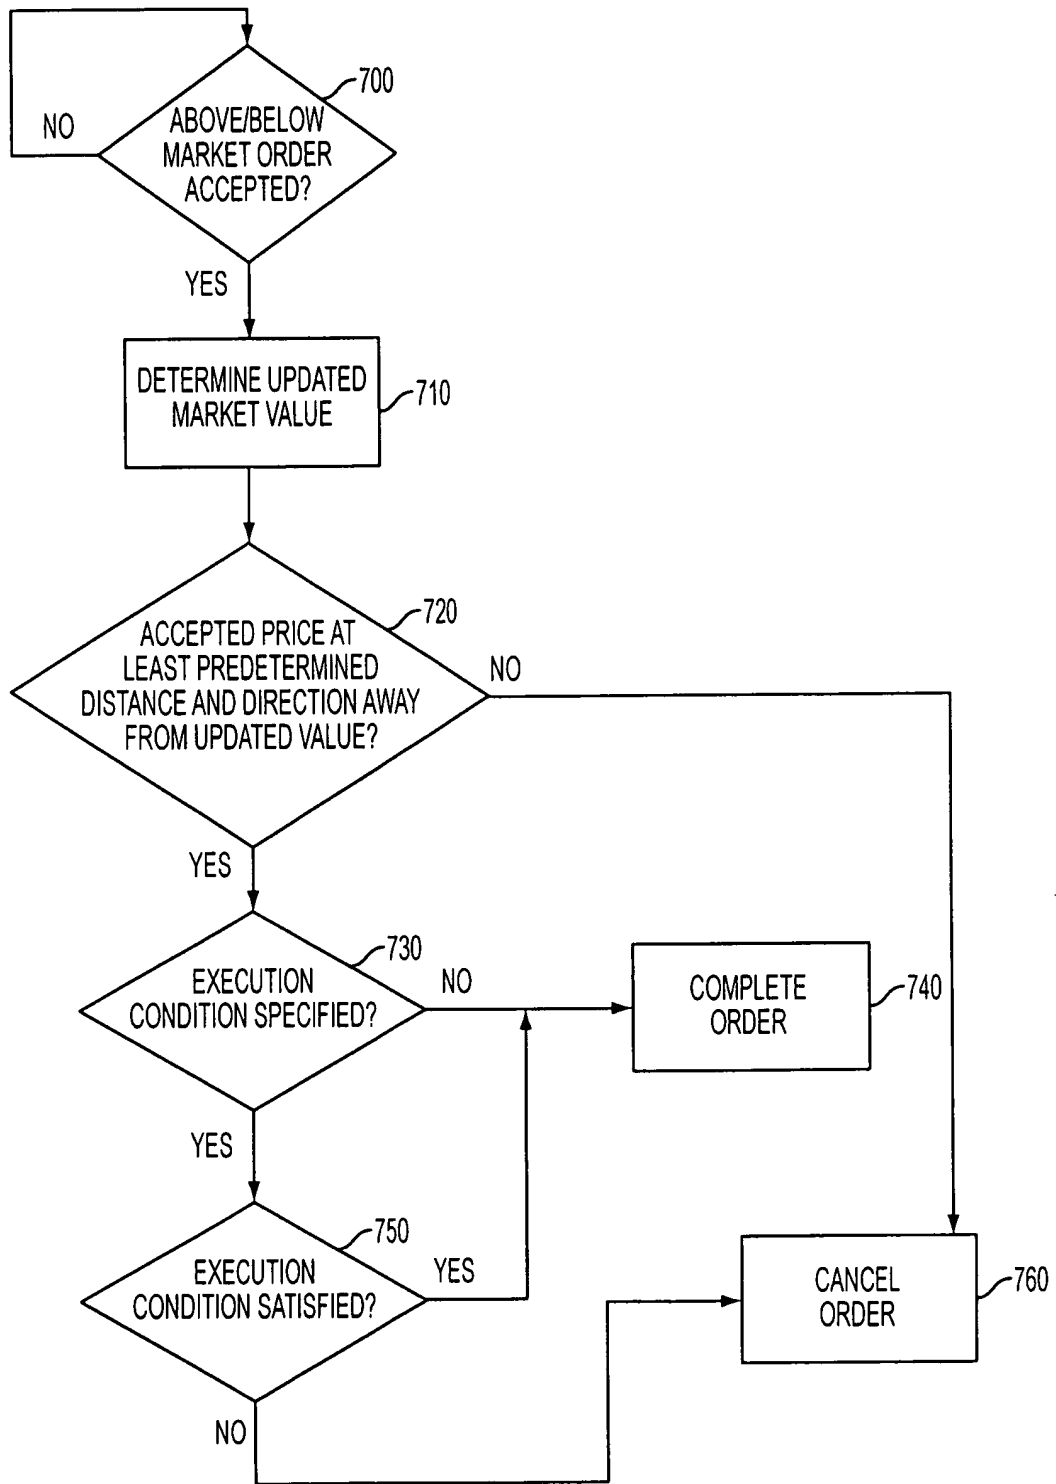 700
ABOVE/BELOW
MARKET ORDER
ACCEPTED?
NO
YES
DETERMINE UPDATED
MARKET VALUE
710
720
ACCEPTED PRICE AT
LEAST PREDETERMINED
DISTANCE AND DIRECTION AWAY
FROM UPDATED VALUE?
NO
YES
730
EXECUTION
CONDITION SPECIFIED?
NO
COMPLETE
ORDER
740
YES
750
EXECUTION
CONDITION SATISFIED?
YES
CANCEL
ORDER
760
NO